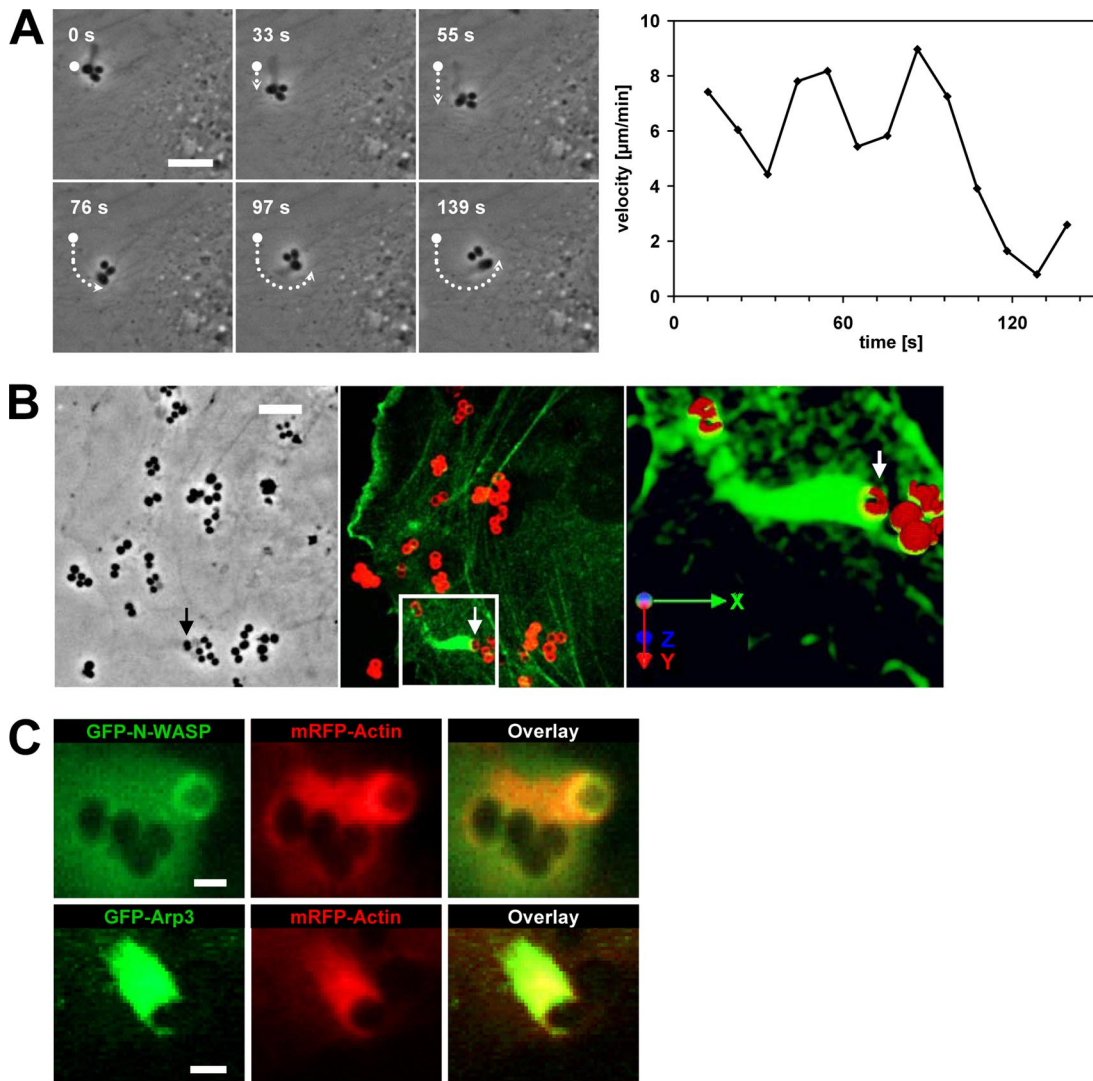 A
0 s
33 s
55 s
76 s
97 s
139 s
velocity [µm/min]
10
8
6
4
2
0
0
60
120
time [s]
B
X
Z
Y
C
GFP-N-WASP
mRFP-Actin
Overlay
GFP-Arp3
mRFP-Actin
Overlay